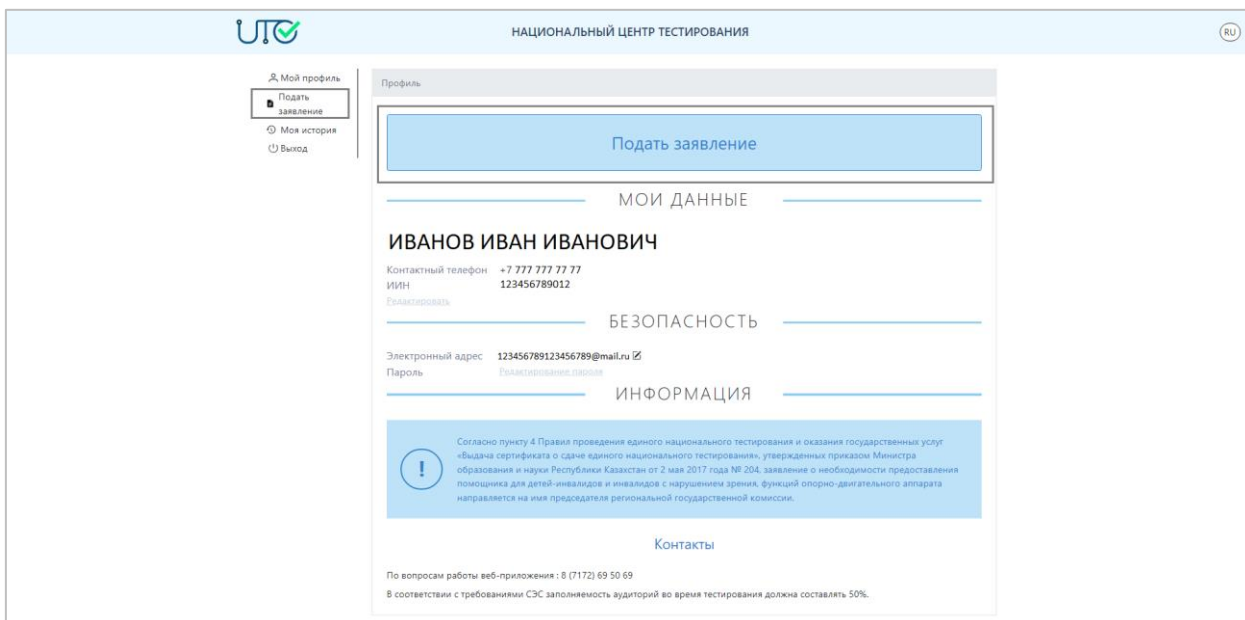 UTO
НАЦИОНАЛЬНЫЙ ЦЕНТР ТЕСТИРОВАНИЯ
RU
Мой профиль
Подать
заявление
Моя история
Выход
Профиль
Подать заявление
МОИ ДАННЫЕ
ИВАНОВ ИВАН ИВАНОВИЧ
Контактный телефон +7 777 777 77 77
ИИН 123456789012
Редактировать
БЕЗОПАСНОСТЬ
Электронный адрес 123456789123456789@mail.ru
Пароль Редактирование пароля
ИНФОРМАЦИЯ
Согласно пункту 4 Правил проведения единого национального тестирования и оказания государственных услуг
«Выдача сертификата о сдаче единого национального тестирования», утвержденных приказом Министра
образования и науки Республики Казахстан от 2 мая 2017 года № 204, заявление о необходимости предоставления
помощника для детей-инвалидов и инвалидов с нарушением зрения, функций опорно-двигательного аппарата
направляется на имя председателя региональной государственной комиссии.
Контакты
По вопросам работы веб-приложения : 8 (7172) 69 50 69
В соответствии с требованиями СЭС заполняемость аудиторий во время тестирования должна составлять 50%.